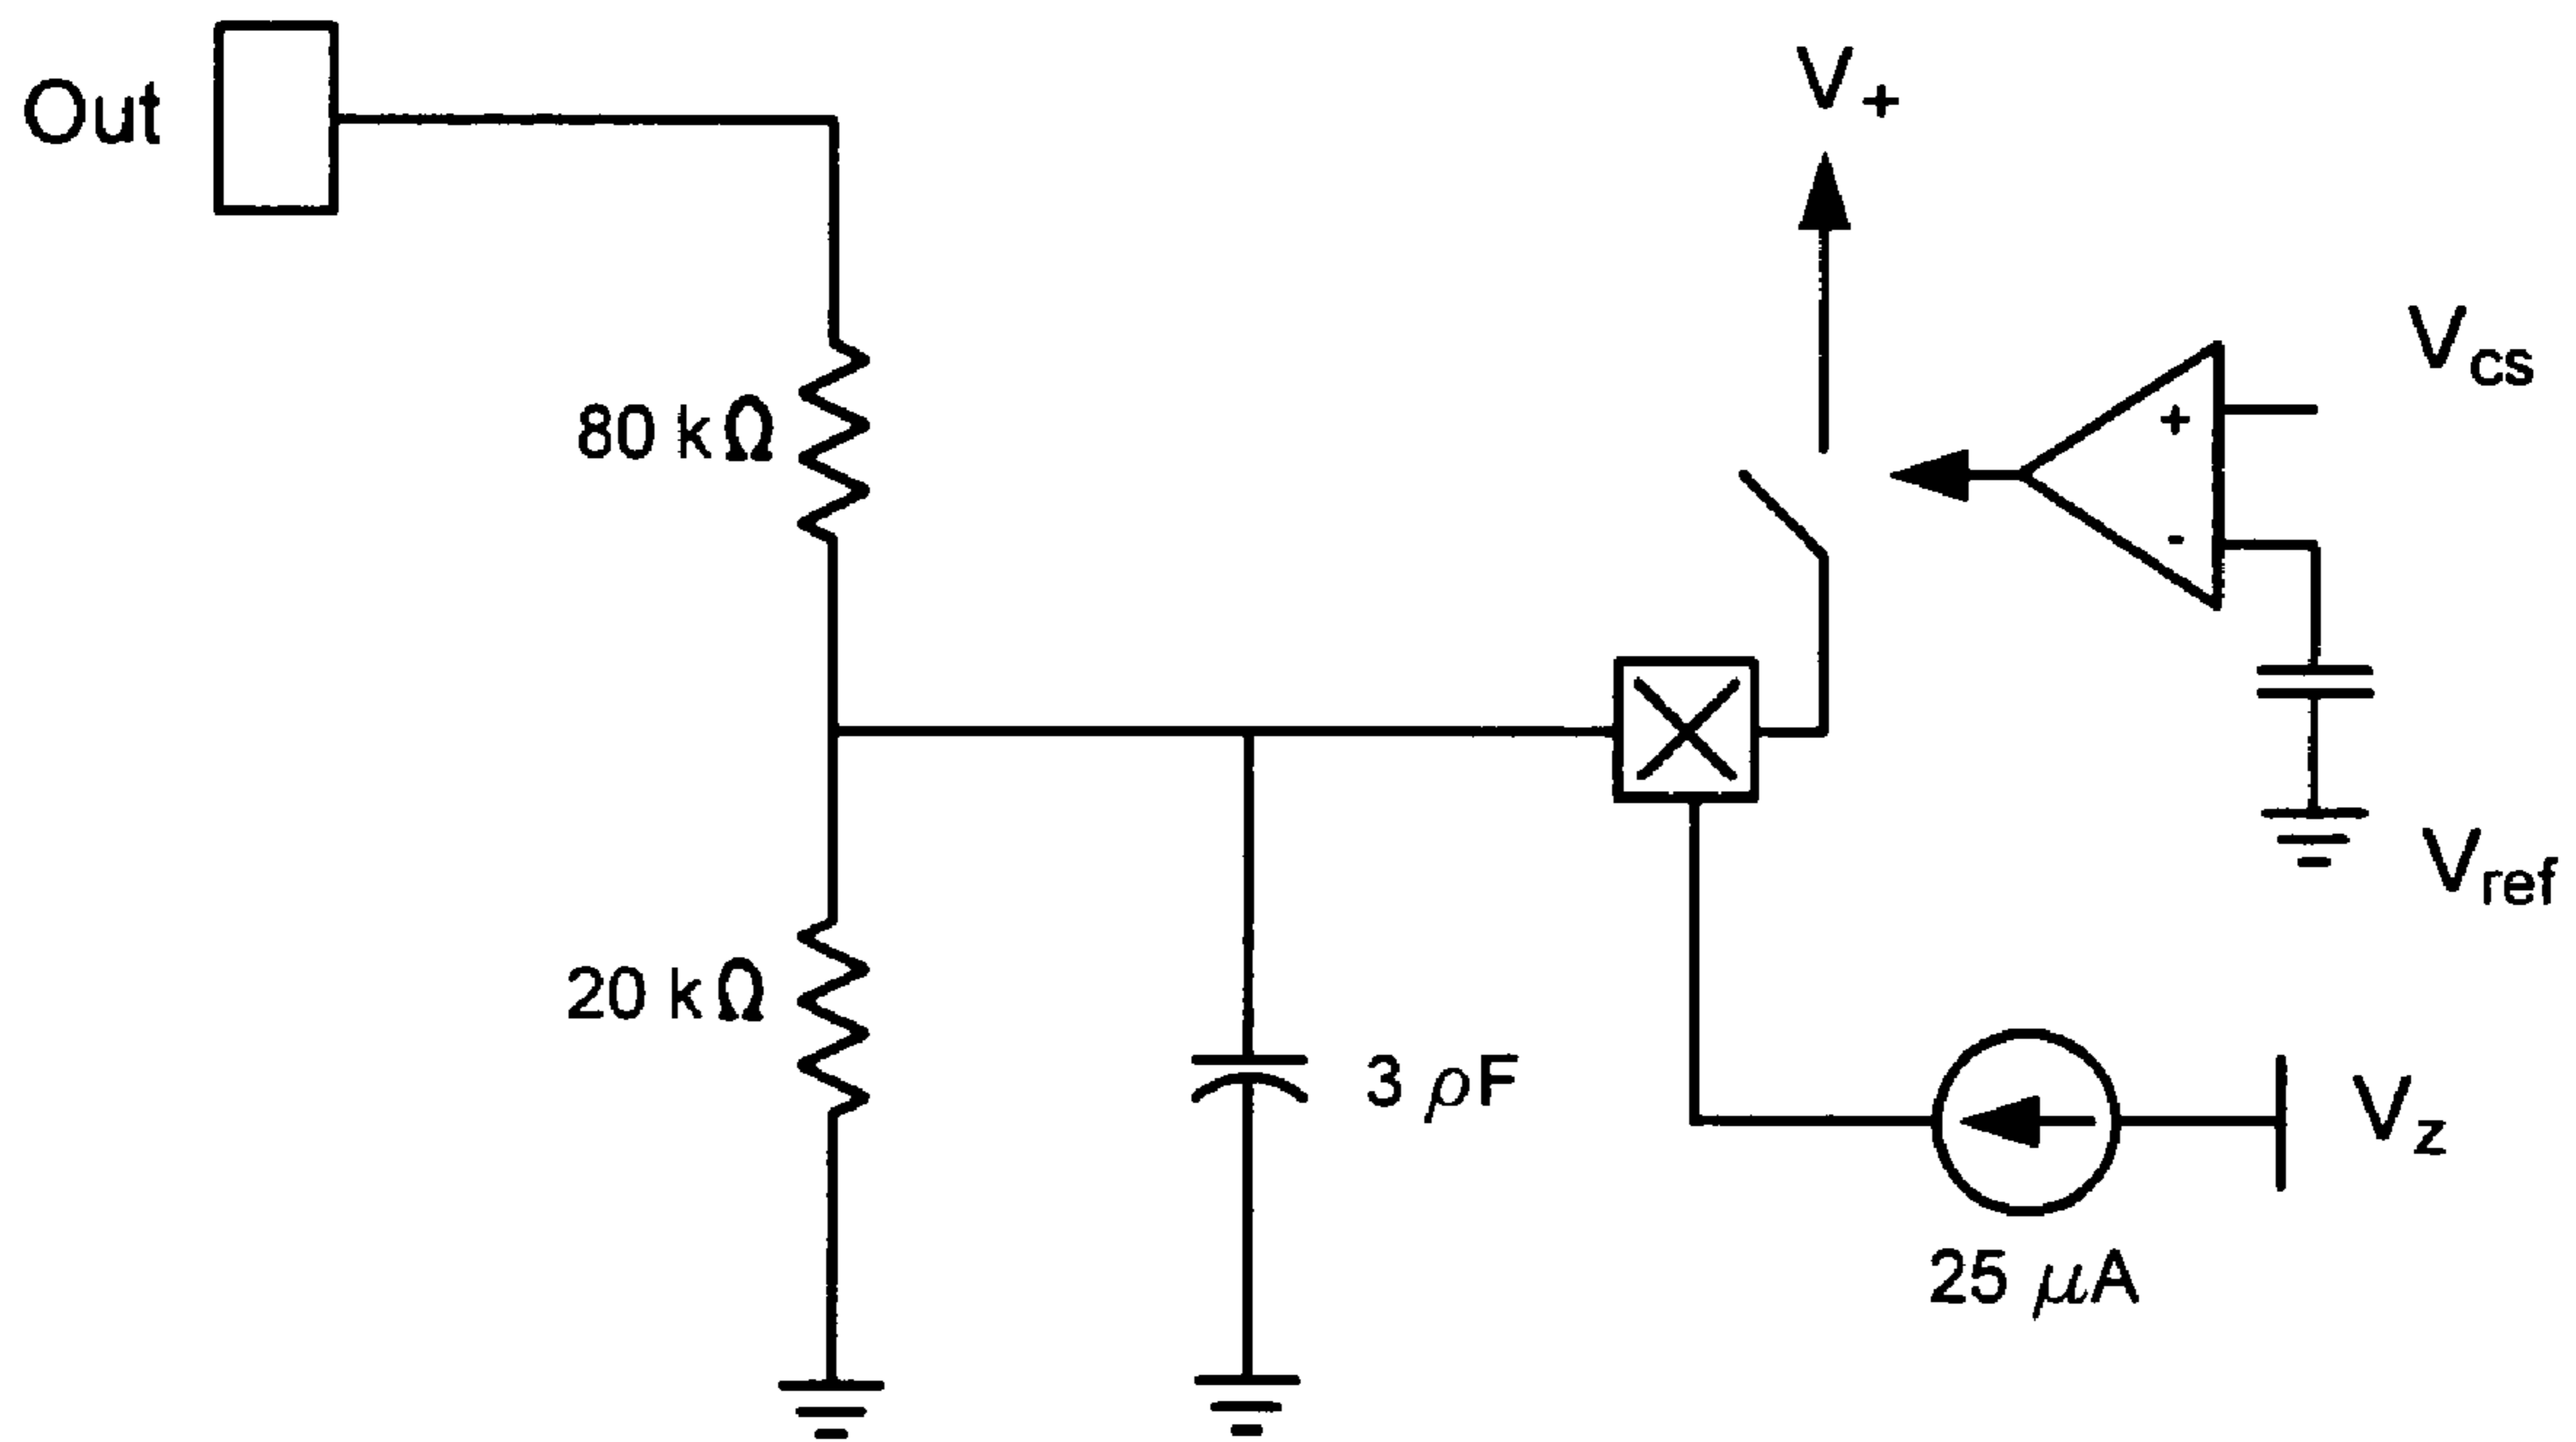 Out
V+
Vcs
80 kΩ
+
-
Vref
20 kΩ
3 ρF
Vz
25 μA